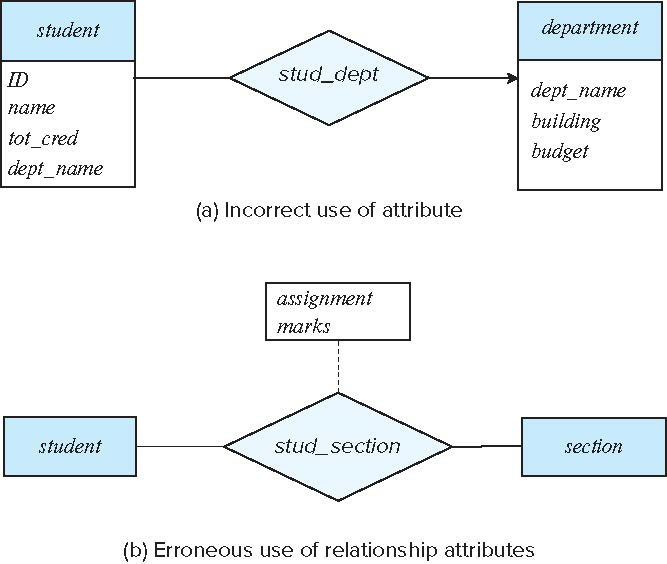 student
department
ID
name
tot_cred
dept_name
stud_dept
dept_name
building
budget
(a) Incorrect use of attribute
assignment
marks
student
stud_section
section
(b) Erroneous use of relationship attributes